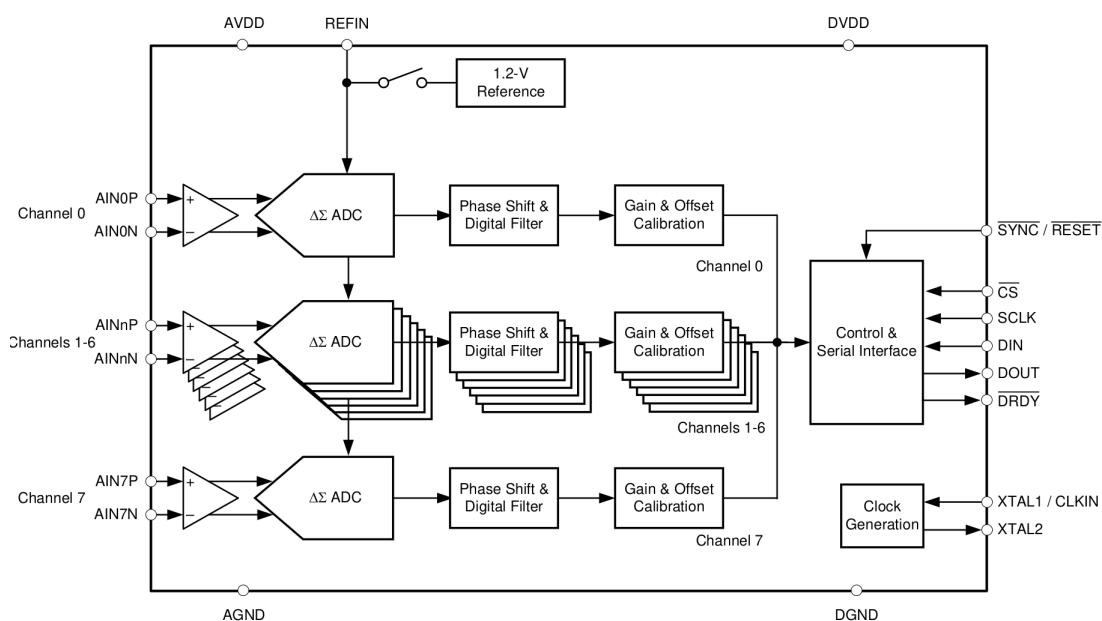 AVDD
REFIN
DVDD
1.2-V
Reference
AIN0P
Channel 0
AIN0N
+
−
ΔΣ ADC
Phase Shift &
Digital Filter
Gain & Offset
Calibration
Channel 0
SYNC / RESET
CS
SCLK
DIN
DOUT
DRDY
Control &
Serial Interface
AINnP
Channels 1-6
AINnN
+
−
ΔΣ ADC
Phase Shift &
Digital Filter
Gain & Offset
Calibration
Channels 1-6
AIN7P
Channel 7
AIN7N
+
−
ΔΣ ADC
Phase Shift &
Digital Filter
Gain & Offset
Calibration
Channel 7
Clock
Generation
XTAL1 / CLKIN
XTAL2
AGND
DGND